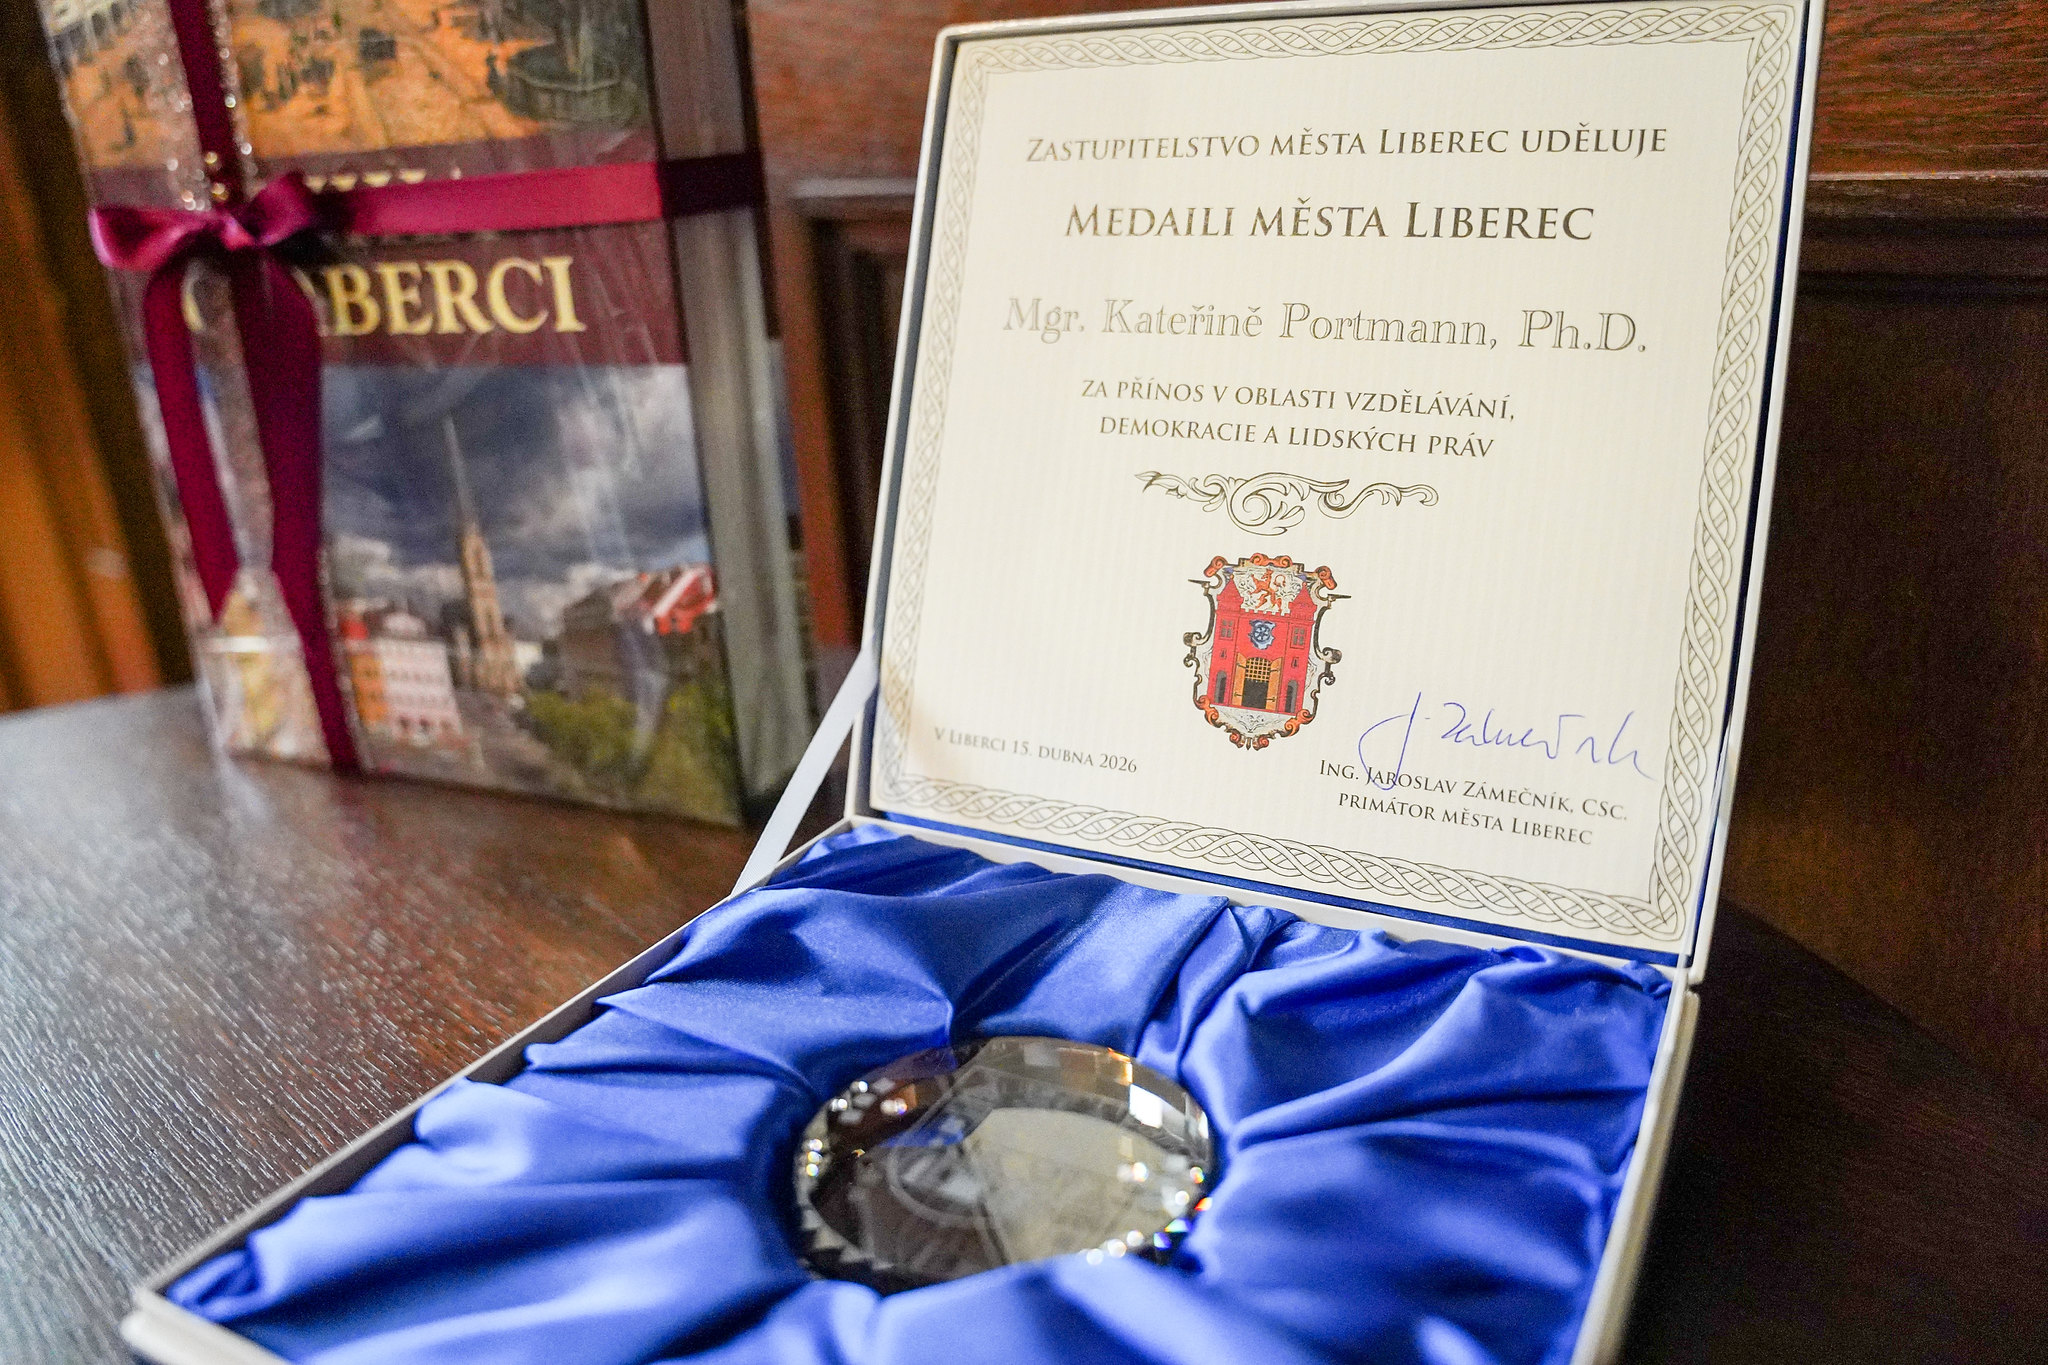 ZASTUPITELSTVO MĚSTA LIBEREC UDĚLUJE
MEDAILI MĚSTA LIBEREC
Mgr. Kateřině Portmann, Ph.D.
ZA PŘÍNOS V OBLASTI VZDĚLÁVÁNÍ,
DEMOKRACIE A LIDSKÝCH PRÁV
V LIBERCI 15. DUBNA 2026
ING. JAROSLAV ZÁMEČNÍK, CSC.
PRIMÁTOR MĚSTA LIBEREC